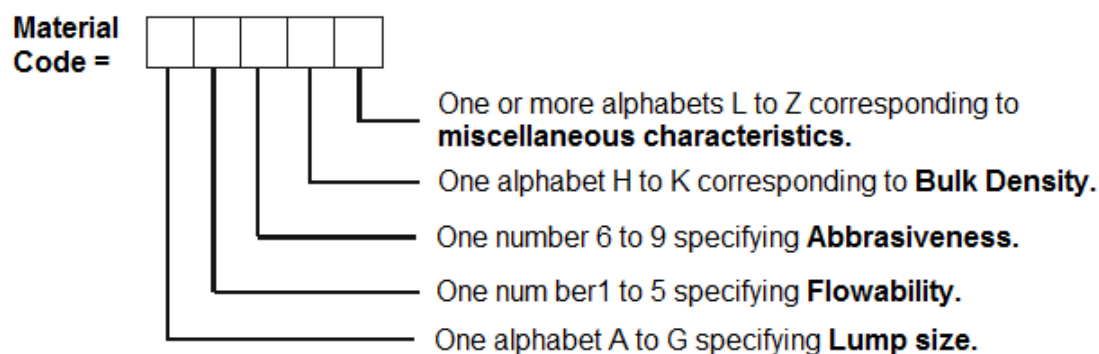 Material
Code =
One or more alphabets L to Z corresponding to
miscellaneous characteristics.
One alphabet H to K corresponding to Bulk Density.
One number 6 to 9 specifying Abbrasiveness.
One num ber1 to 5 specifying Flowability.
One alphabet A to G specifying Lump size.